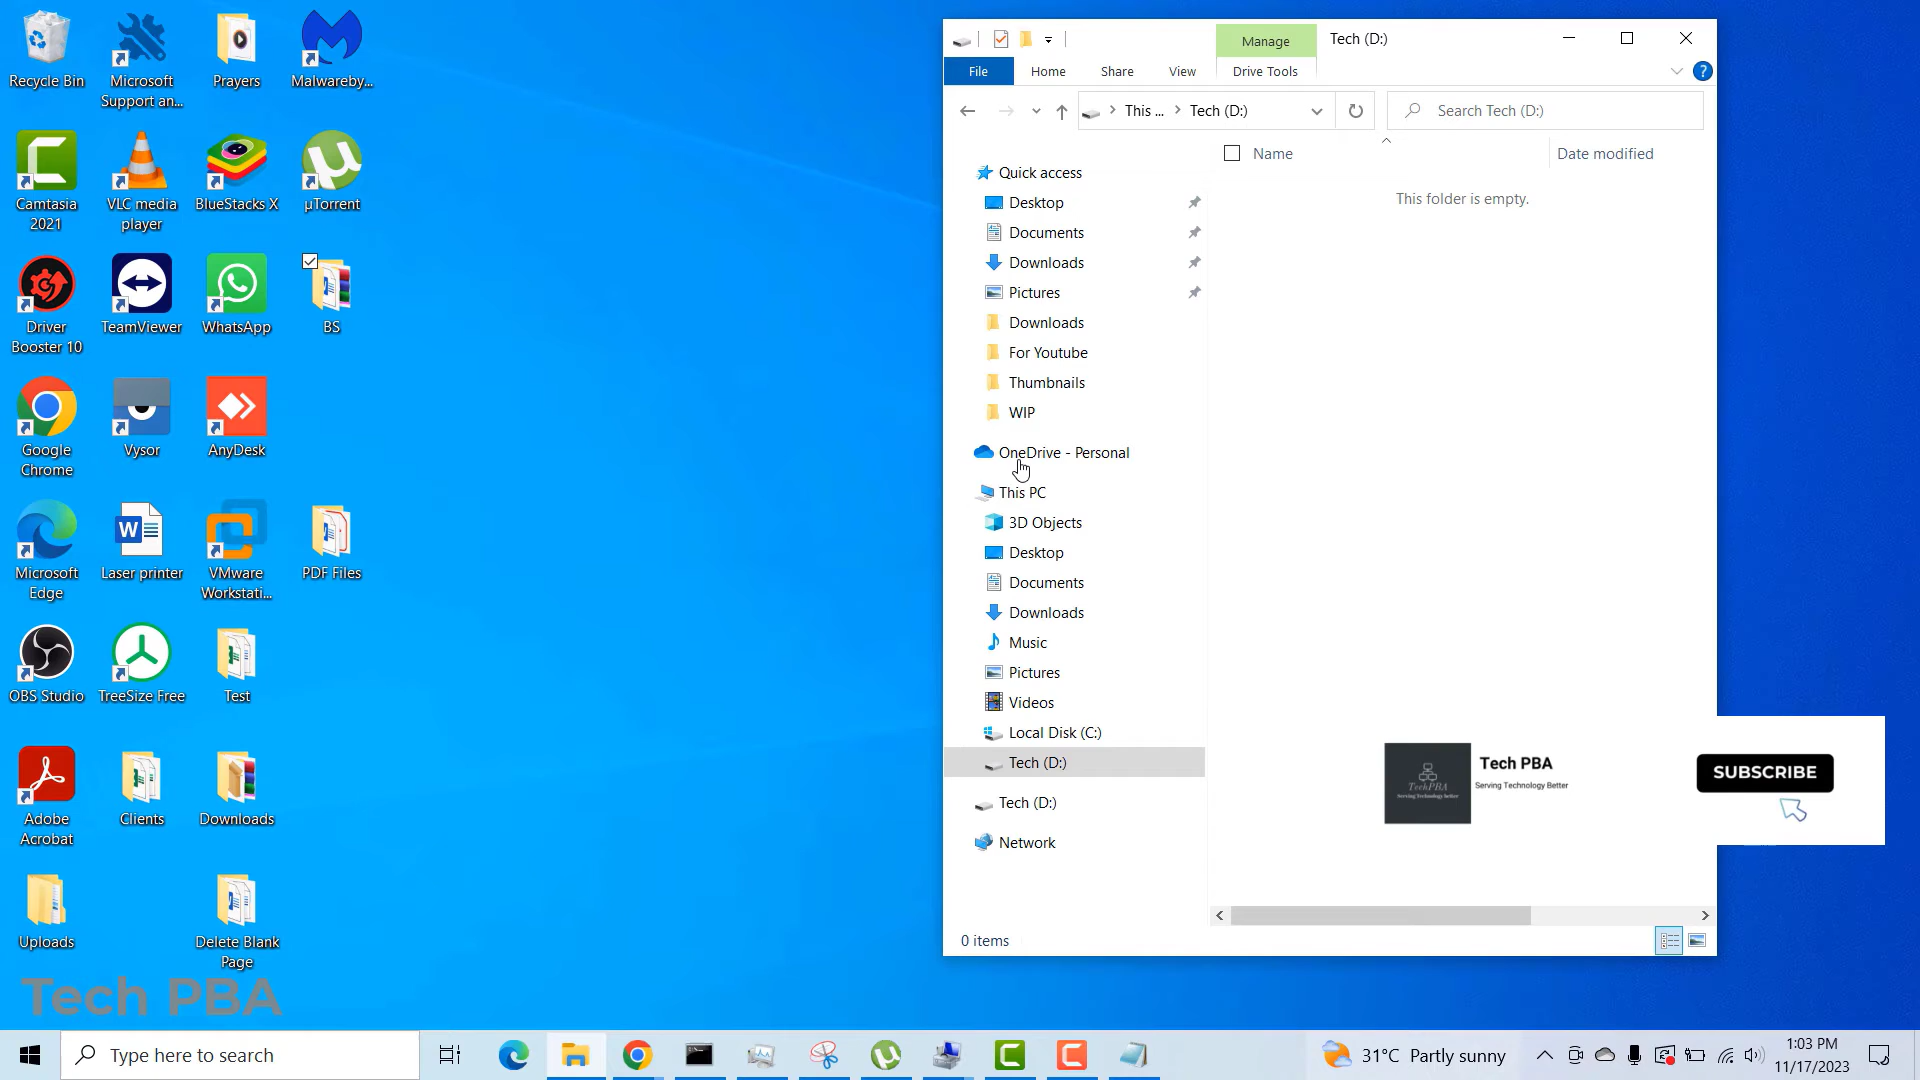 Recycle Bin
Microsoft
Support an...
Prayers
Malwareby...
Camtasia
2021
VLC media
player
BlueStacks X
µTorrent
Driver
Booster 10
TeamViewer
WhatsApp
BS
Google
Chrome
Vysor
AnyDesk
Microsoft
Edge
Laser printer
VMware
Workstati...
PDF Files
OBS Studio
TreeSize Free
Test
Adobe
Acrobat
Clients
Downloads
Uploads
Delete Blank
Page
Tech PBA
Manage
Tech (D:)
File
Home
Share
View
Drive Tools
This ...
Tech (D:)
Search Tech (D:)
Name
Date modified
This folder is empty.
Quick access
Desktop
Documents
Downloads
Pictures
Downloads
For Youtube
Thumbnails
WIP
OneDrive - Personal
This PC
3D Objects
Desktop
Documents
Downloads
Music
Pictures
Videos
Local Disk (C:)
Tech (D:)
Tech (D:)
Network
0 items
TechPBA
Serving Technology better
Tech PBA
Serving Technology Better
SUBSCRIBE
Type here to search
31°C Partly sunny
1:03 PM
11/17/2023